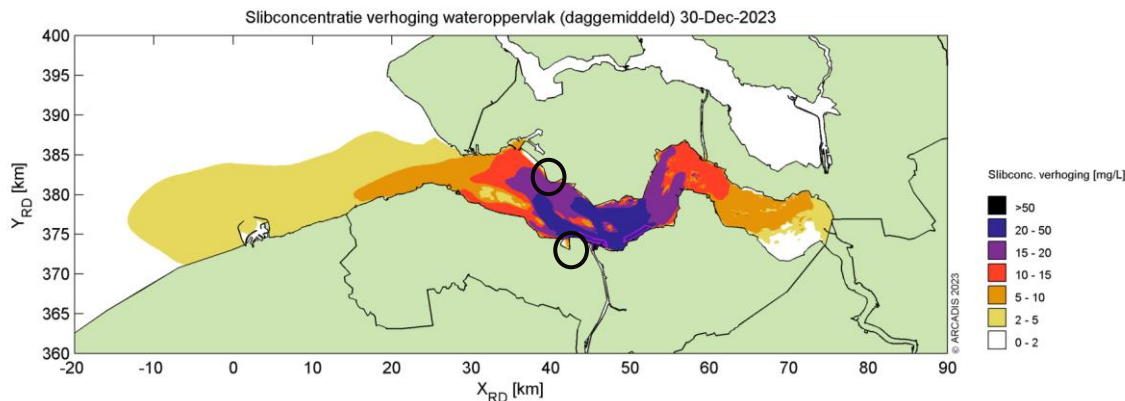 Slibconcentratie verhoging wateroppervlak (daggemiddeld) 30-Dec-2023
400
395
390
385
380
375
370
365
360
Y_RD [km]
-20 -10 0 10 20 30 40 50 60 70 80 90
X_RD [km]
© ARCADIS 2023
Slibconc. verhoging [mg/L]
>50
20 - 50
15 - 20
10 - 15
5 - 10
2 - 5
0 - 2